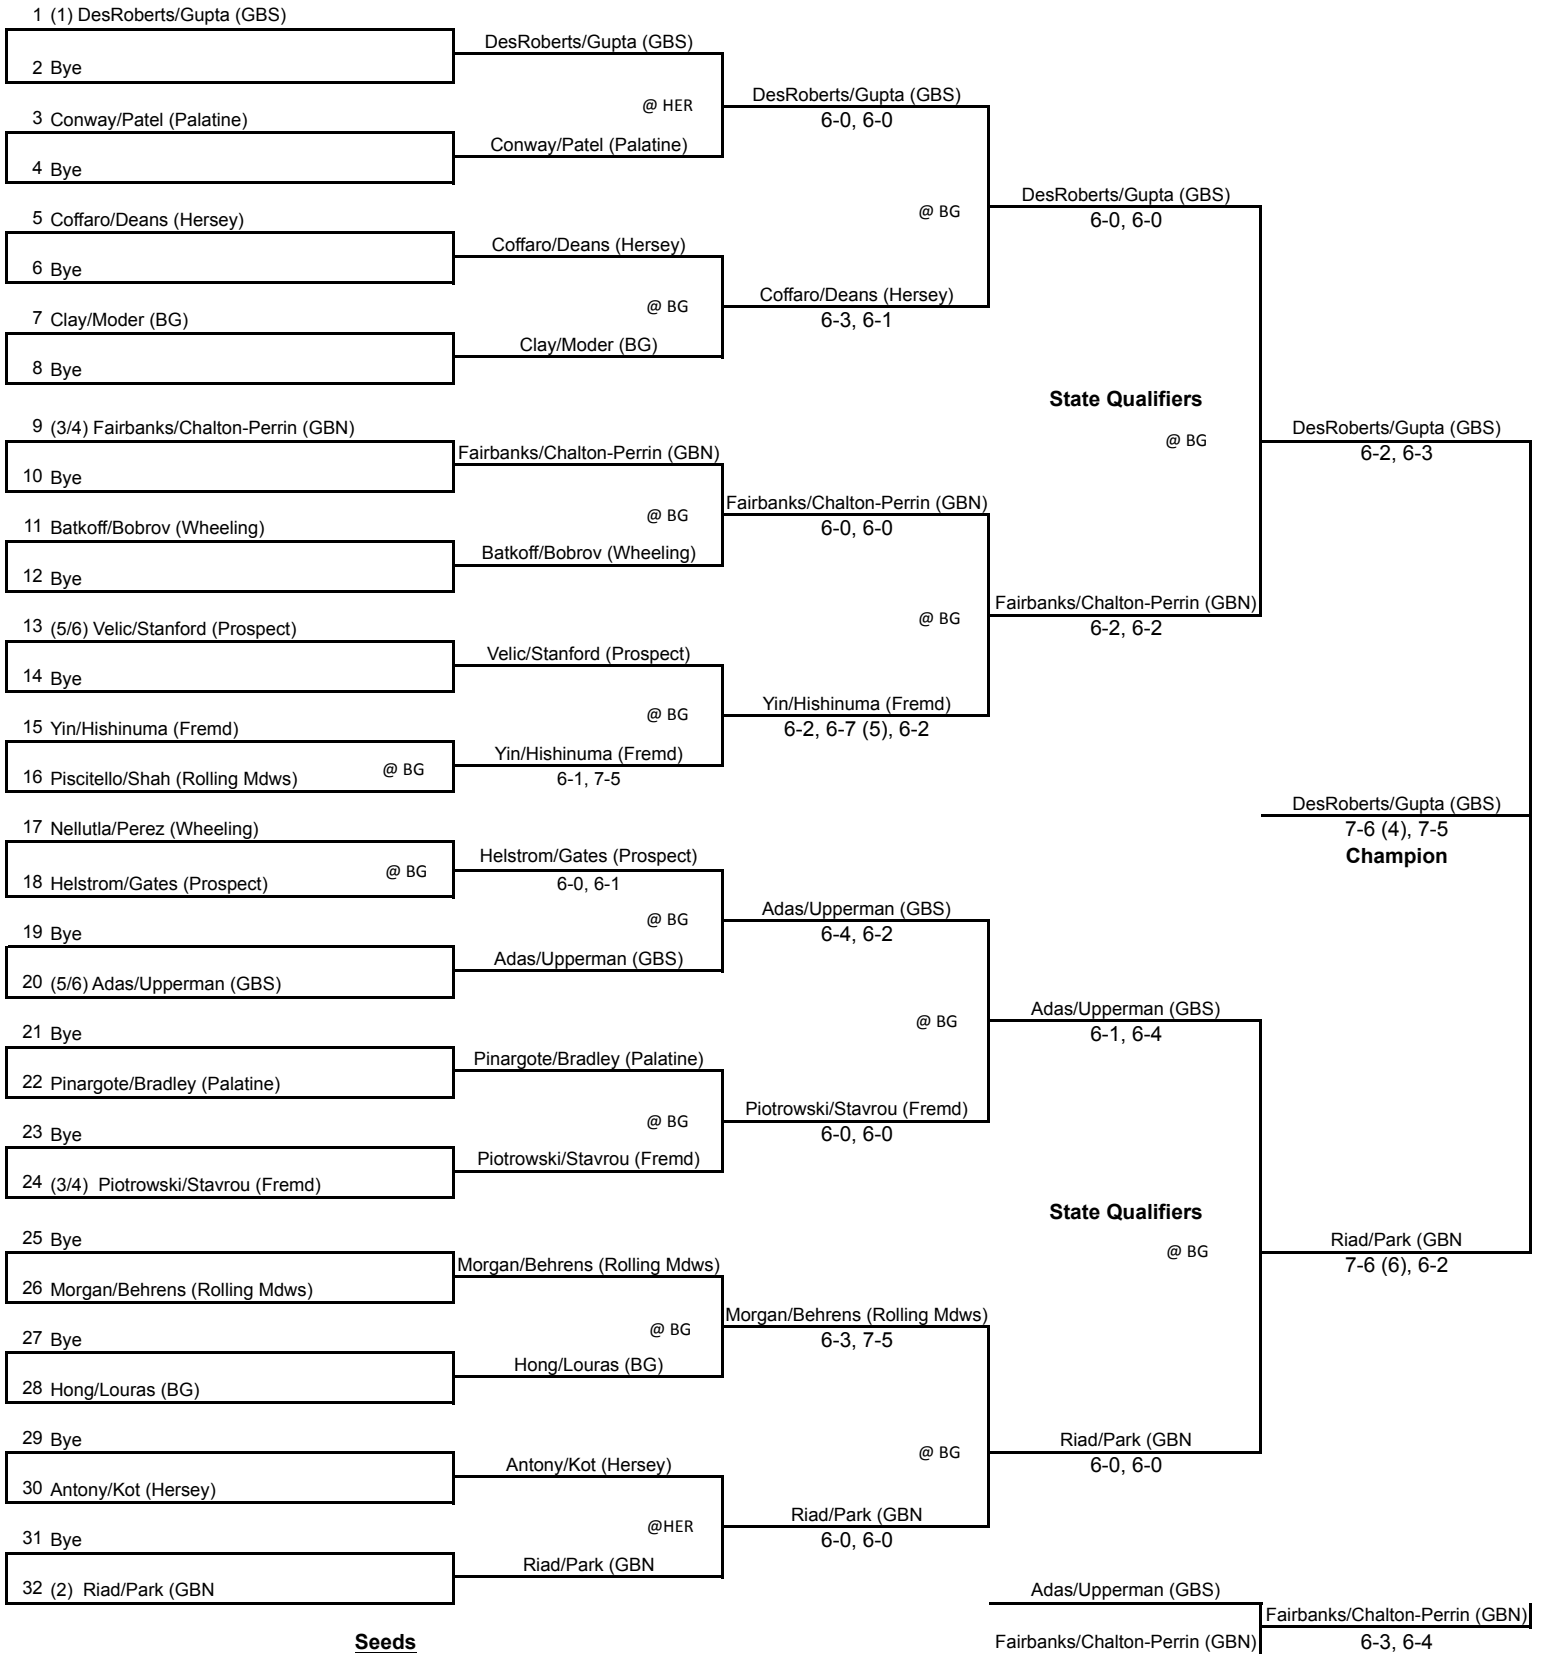 1 (1) DesRoberts/Gupta (GBS)
DesRoberts/Gupta (GBS)
2 Bye
@ HER
DesRoberts/Gupta (GBS)
6-0, 6-0
3 Conway/Patel (Palatine)
Conway/Patel (Palatine)
4 Bye
@ BG
DesRoberts/Gupta (GBS)
6-0, 6-0
5 Coffaro/Deans (Hersey)
Coffaro/Deans (Hersey)
6 Bye
@ BG
Coffaro/Deans (Hersey)
6-3, 6-1
7 Clay/Moder (BG)
Clay/Moder (BG)
8 Bye
State Qualifiers
@ BG
DesRoberts/Gupta (GBS)
6-2, 6-3
9 (3/4) Fairbanks/Chalton-Perrin (GBN)
Fairbanks/Chalton-Perrin (GBN)
10 Bye
@ BG
Fairbanks/Chalton-Perrin (GBN)
6-0, 6-0
11 Batkoff/Bobrov (Wheeling)
Batkoff/Bobrov (Wheeling)
12 Bye
@ BG
Fairbanks/Chalton-Perrin (GBN)
6-2, 6-2
13 (5/6) Velic/Stanford (Prospect)
Velic/Stanford (Prospect)
14 Bye
@ BG
Yin/Hishinuma (Fremd)
6-2, 6-7 (5), 6-2
15 Yin/Hishinuma (Fremd)
@ BG
Yin/Hishinuma (Fremd)
6-1, 7-5
16 Piscitello/Shah (Rolling Mdws)
DesRoberts/Gupta (GBS)
7-6 (4), 7-5
Champion
17 Nellutla/Perez (Wheeling)
@ BG
Helstrom/Gates (Prospect)
6-0, 6-1
18 Helstrom/Gates (Prospect)
@ BG
Adas/Upperman (GBS)
6-4, 6-2
19 Bye
Adas/Upperman (GBS)
20 (5/6) Adas/Upperman (GBS)
@ BG
Adas/Upperman (GBS)
6-1, 6-4
21 Bye
Pinargote/Bradley (Palatine)
22 Pinargote/Bradley (Palatine)
@ BG
Piotrowski/Stavrou (Fremd)
6-0, 6-0
23 Bye
Piotrowski/Stavrou (Fremd)
24 (3/4) Piotrowski/Stavrou (Fremd)
State Qualifiers
@ BG
Riad/Park (GBN
7-6 (6), 6-2
25 Bye
Morgan/Behrens (Rolling Mdws)
26 Morgan/Behrens (Rolling Mdws)
@ BG
Morgan/Behrens (Rolling Mdws)
6-3, 7-5
27 Bye
Hong/Louras (BG)
28 Hong/Louras (BG)
@ BG
Riad/Park (GBN
6-0, 6-0
29 Bye
Antony/Kot (Hersey)
30 Antony/Kot (Hersey)
@HER
Riad/Park (GBN
6-0, 6-0
31 Bye
Riad/Park (GBN
32 (2) Riad/Park (GBN
Adas/Upperman (GBS)
Fairbanks/Chalton-Perrin (GBN)
Fairbanks/Chalton-Perrin (GBN)
6-3, 6-4
Seeds